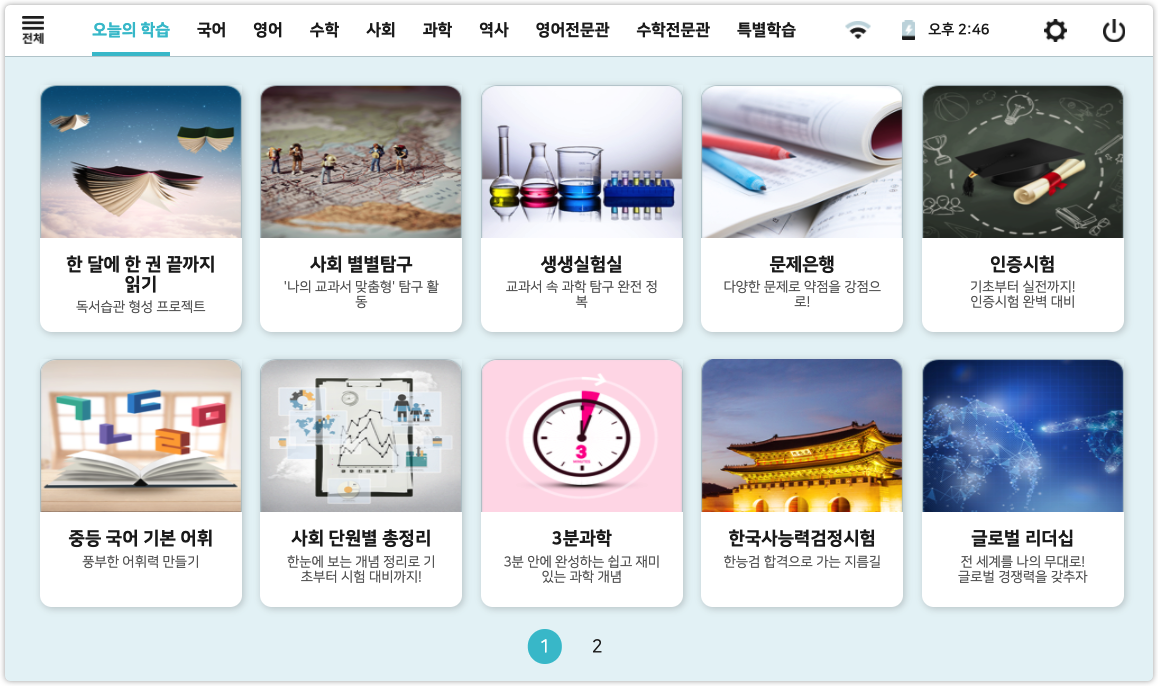 전체
오늘의 학습 국어 영어 수학 사회 과학 역사 영어전문관 수학전문관 특별학습 오후 2:46
한 달에 한 권 끝까지
읽기
독서습관 형성 프로젝트
사회 별별탐구
'나의 교과서 맞춤형' 탐구 활
동
생생실험실
교과서 속 과학 탐구 완전 정
복
문제은행
다양한 문제로 약점을 강점으
로!
인증시험
기초부터 실전까지!
인증시험 완벽 대비
ㄱ ㄷ ㅁ
ㄴ ㄹ
중등 국어 기본 어휘
풍부한 어휘력 만들기
사회 단원별 총정리
한눈에 보는 개념 정리로 기
초부터 시험 대비까지!
3
3분과학
3분 안에 완성하는 쉽고 재미
있는 과학 개념
한국사능력검정시험
한능검 합격으로 가는 지름길
글로벌 리더십
전 세계를 나의 무대로!
글로벌 경쟁력을 갖추자
1 2